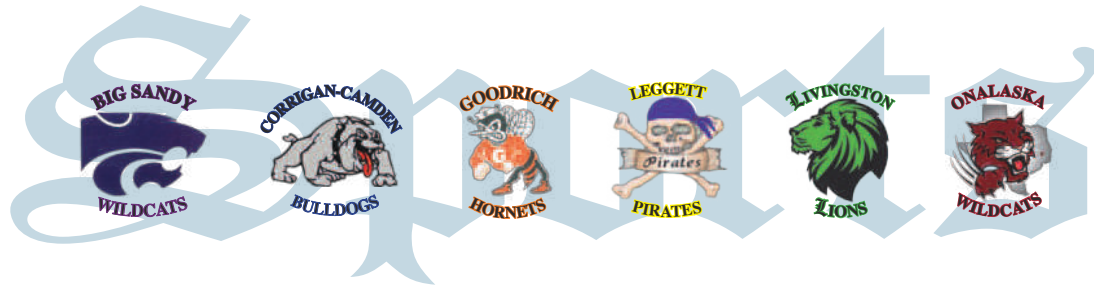 Sports
BIG SANDY
WILDCATS
CORRIGAN-CAMDEN
BULLDOGS
GOODRICH
G
HORNETS
LEGGETT
Pirates
PIRATES
LIVINGSTON
LIONS
ONALASKA
WILDCATS